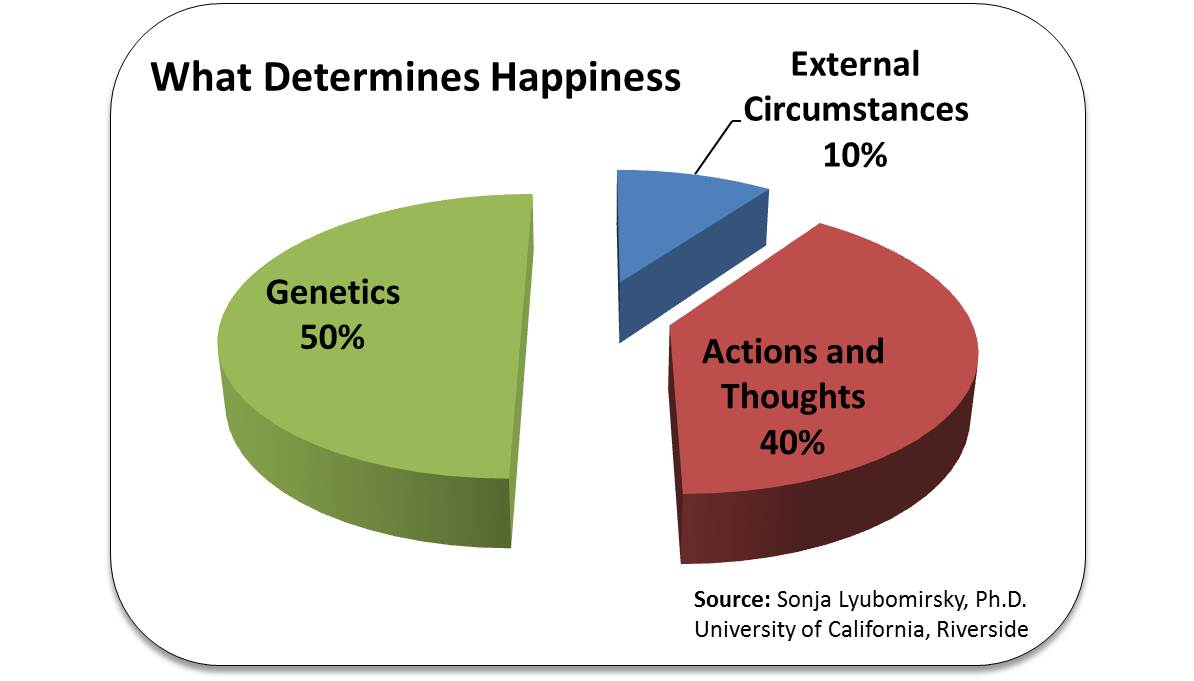 What Determines Happiness
External
Circumstances
10%
Genetics
50%
Actions and
Thoughts
40%
Source: Sonja Lyubomirsky, Ph.D.
University of California, Riverside